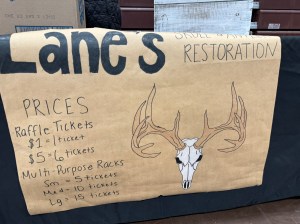 Lane's
RESTORATION
PRICES
Raffle Tickets
$1 = 1 ticket
$5 = 6 tickets
Multi-Purpose Racks
Sm = 5 tickets
Med = 10 tickets
Lg = 15 tickets